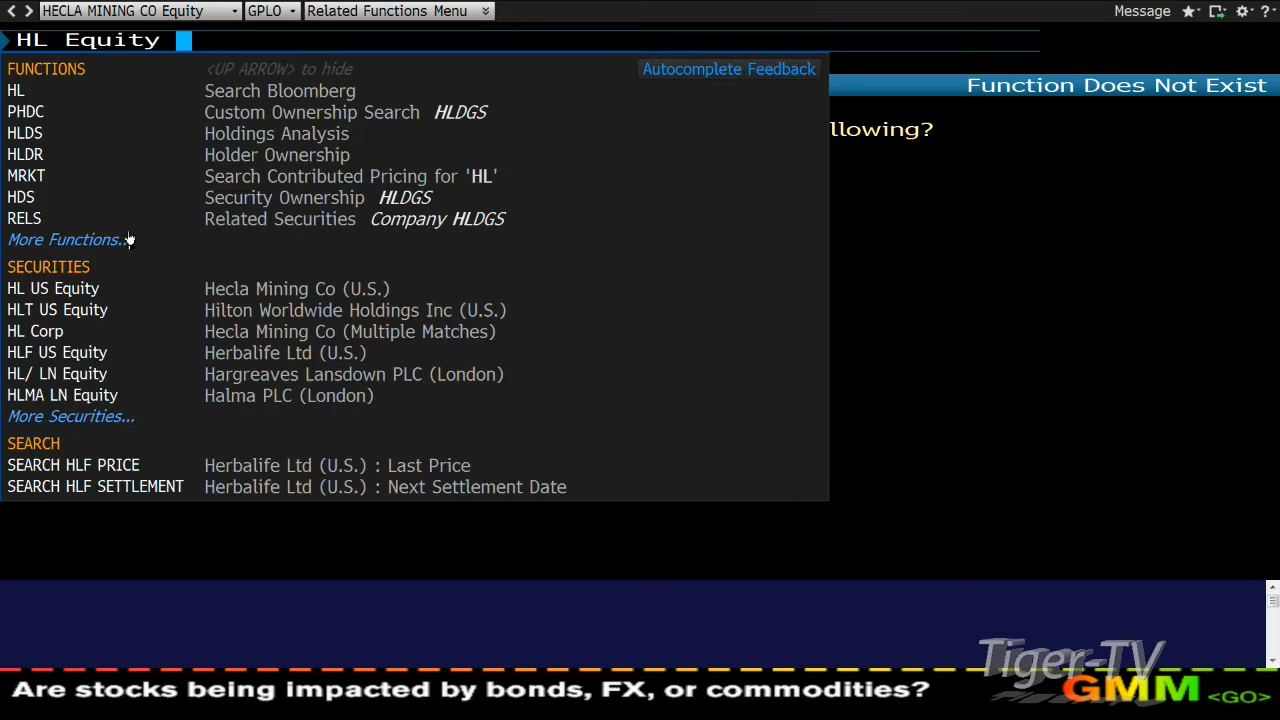 HECLA MINING CO Equity GPLO Related Functions Menu Message
HL Equity
FUNCTIONS <UP ARROW> to hide Autocomplete Feedback
Function Does Not Exist
HL Search Bloomberg
PHDC Custom Ownership Search HLDGS
llowing?
HLDS Holdings Analysis
HLDR Holder Ownership
MRKT Search Contributed Pricing for 'HL'
HDS Security Ownership HLDGS
RELS Related Securities Company HLDGS
More Functions...
SECURITIES
HL US Equity Hecla Mining Co (U.S.)
HLT US Equity Hilton Worldwide Holdings Inc (U.S.)
HL Corp Hecla Mining Co (Multiple Matches)
HLF US Equity Herbalife Ltd (U.S.)
HL/ LN Equity Hargreaves Lansdown PLC (London)
HLMA LN Equity Halma PLC (London)
More Securities...
SEARCH
SEARCH HLF PRICE Herbalife Ltd (U.S.) : Last Price
SEARCH HLF SETTLEMENT Herbalife Ltd (U.S.) : Next Settlement Date
Tiger-TV
Are stocks being impacted by bonds, FX, or commodities? GMM <GO>